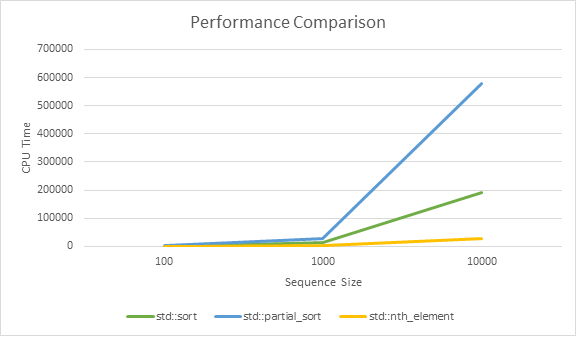 Performance Comparison
700000
600000
500000
400000
300000
200000
100000
0
CPU Time
100 1000 10000
Sequence Size
std::sort std::partial_sort std::nth_element